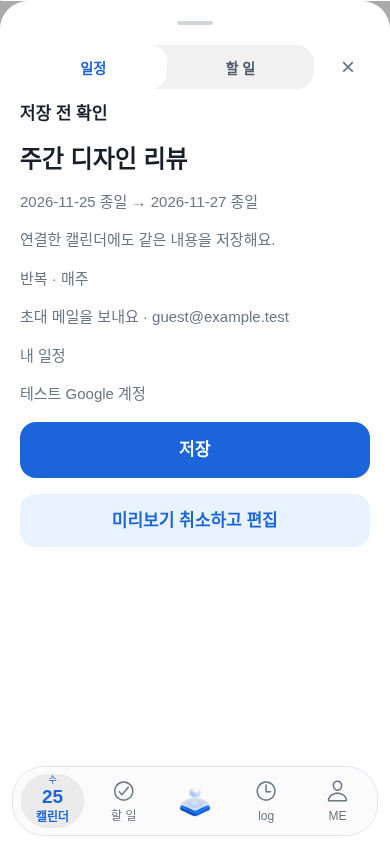 일정
할 일
저장 전 확인
주간 디자인 리뷰
2026-11-25 종일 → 2026-11-27 종일
연결한 캘린더에도 같은 내용을 저장해요.
반복 · 매주
초대 메일을 보내요 · guest@example.test
내 일정
테스트 Google 계정
저장
미리보기 취소하고 편집
수
25
캘린더
할 일
log
ME